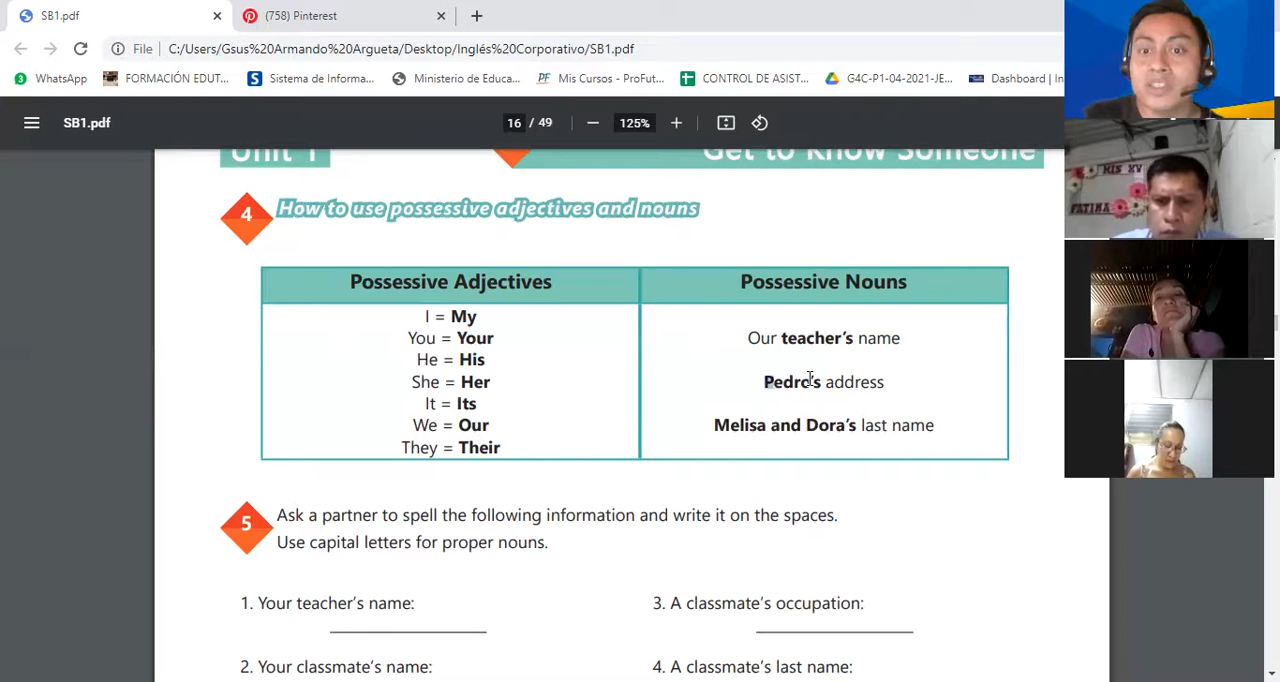 SB1.pdf
(758) Pinterest
File
C:/Users/Gsus%20Armando%20Argueta/Desktop/Inglés%20Corporativo/SB1.pdf
WhatsApp
FORMACIÓN EDUT...
Sistema de Informa...
Ministerio de Educa...
PF Mis Cursos - ProFut...
CONTROL DE ASIST...
G4C-P1-04-2021-JE...
Dashboard | In
SB1.pdf
16 / 49
125%
Unit 1
Get to Know Someone
4
How to use possessive adjectives and nouns
Possessive Adjectives
I = My
You = Your
He = His
She = Her
It = Its
We = Our
They = Their
Possessive Nouns
Our teacher's name
Pedro's address
Melisa and Dora's last name
5
Ask a partner to spell the following information and write it on the spaces.
Use capital letters for proper nouns.
1. Your teacher's name:
2. Your classmate's name:
3. A classmate's occupation:
4. A classmate's last name:
MIS XV
FATIMA